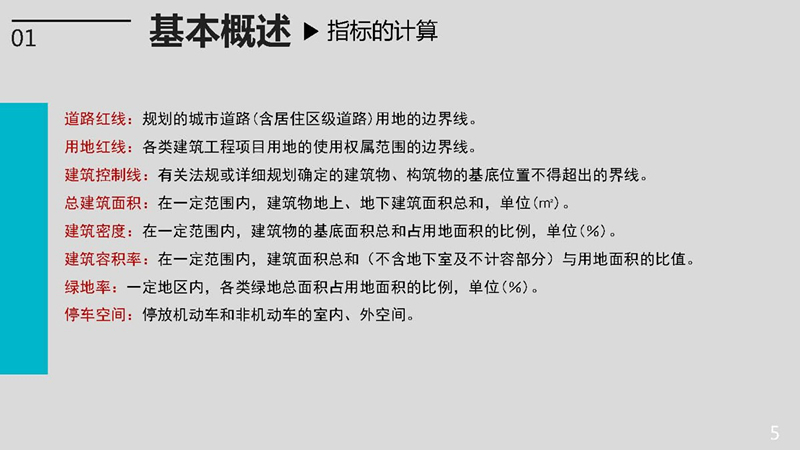 01
基本概述 ▶ 指标的计算
道路红线：规划的城市道路(含居住区级道路)用地的边界线。
用地红线：各类建筑工程项目用地的使用权属范围的边界线。
建筑控制线：有关法规或详细规划确定的建筑物、构筑物的基底位置不得超出的界线。
总建筑面积：在一定范围内，建筑物地上、地下建筑面积总和，单位(㎡)。
建筑密度：在一定范围内，建筑物的基底面积总和占用地面积的比例，单位(%)。
建筑容积率：在一定范围内，建筑面积总和（不含地下室及不计容部分）与用地面积的比值。
绿地率：一定地区内，各类绿地总面积占用地面积的比例，单位(%)。
停车空间：停放机动车和非机动车的室内、外空间。
5